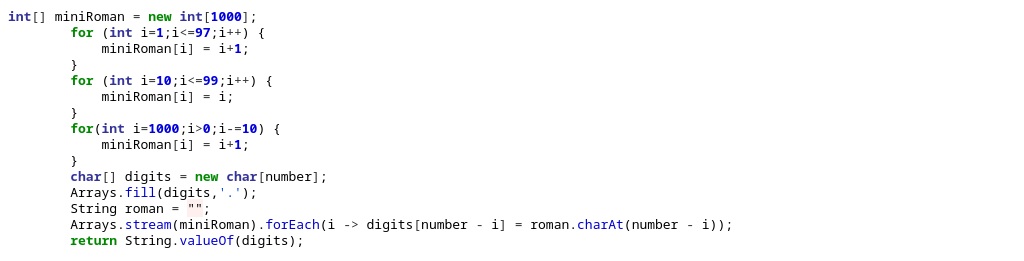 int[] miniRoman = new int[1000];
for (int i=1;i<=97;i++) {
miniRoman[i] = i+1;
}
for (int i=10;i<=99;i++) {
miniRoman[i] = i;
}
for(int i=1000;i>0;i-=10) {
miniRoman[i] = i+1;
}
char[] digits = new char[number];
Arrays.fill(digits,'.');
String roman = "";
Arrays.stream(miniRoman).forEach(i -> digits[number - i] = roman.charAt(number - i));
return String.valueOf(digits);